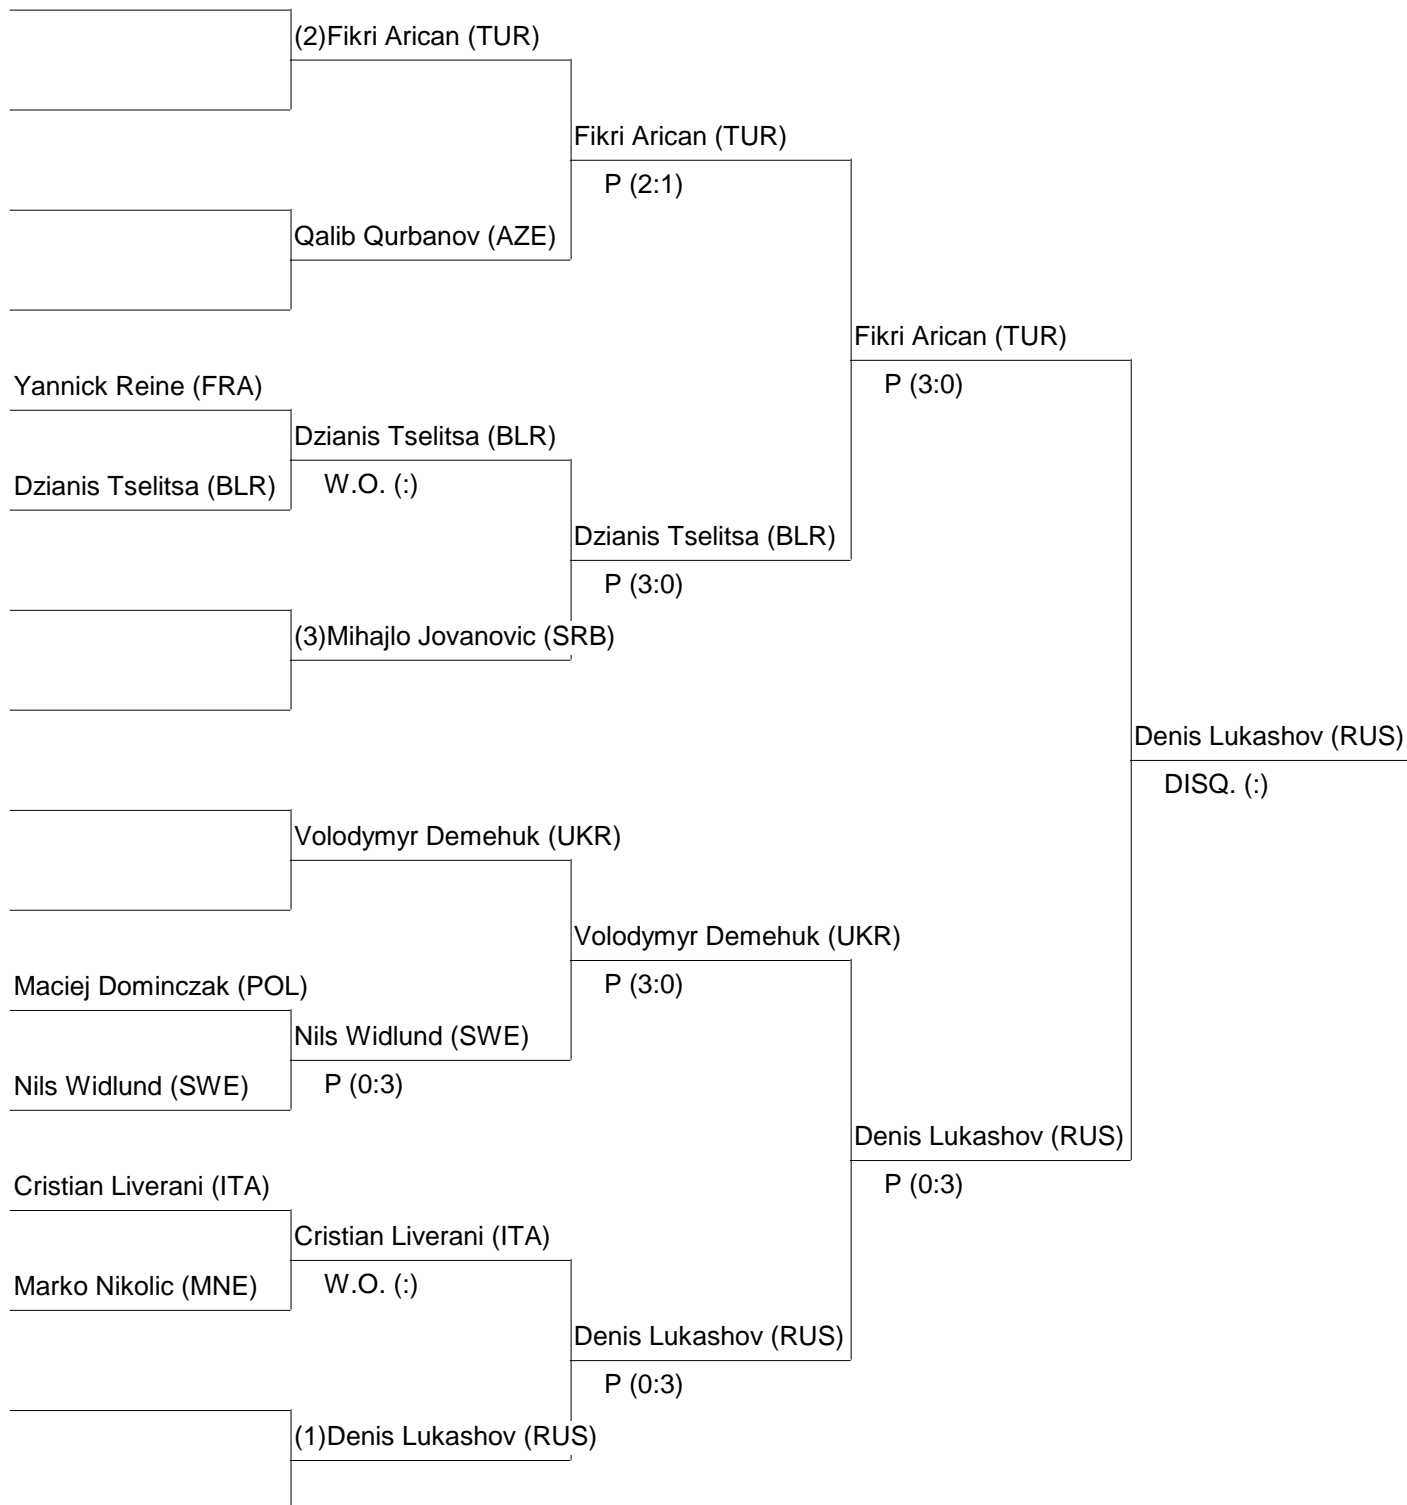 (2)Fikri Arican (TUR)
Fikri Arican (TUR)
P (2:1)
Qalib Qurbanov (AZE)
Fikri Arican (TUR)
P (3:0)
Yannick Reine (FRA)
Dzianis Tselitsa (BLR)
Dzianis Tselitsa (BLR)
W.O. (:)
Dzianis Tselitsa (BLR)
P (3:0)
(3)Mihajlo Jovanovic (SRB)
Denis Lukashov (RUS)
DISQ. (:)
Volodymyr Demehuk (UKR)
Volodymyr Demehuk (UKR)
P (3:0)
Maciej Dominczak (POL)
Nils Widlund (SWE)
Nils Widlund (SWE)
P (0:3)
Denis Lukashov (RUS)
P (0:3)
Cristian Liverani (ITA)
Cristian Liverani (ITA)
Marko Nikolic (MNE)
W.O. (:)
Denis Lukashov (RUS)
P (0:3)
(1)Denis Lukashov (RUS)